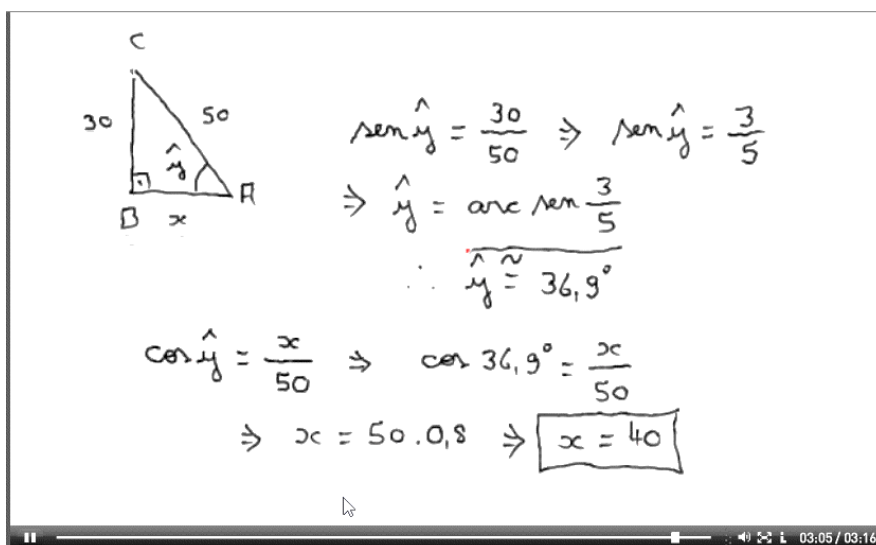 C
30
50
ŷ
B
x
A
sen ŷ = 30/50 ⇒ sen ŷ = 3/5
⇒ ŷ = arc sen 3/5
∴ ŷ ≅ 36,9°
cos ŷ = x/50 ⇒ cos 36,9° = x/50
⇒ x = 50 . 0,8 ⇒ x = 40
03:05 / 03:16